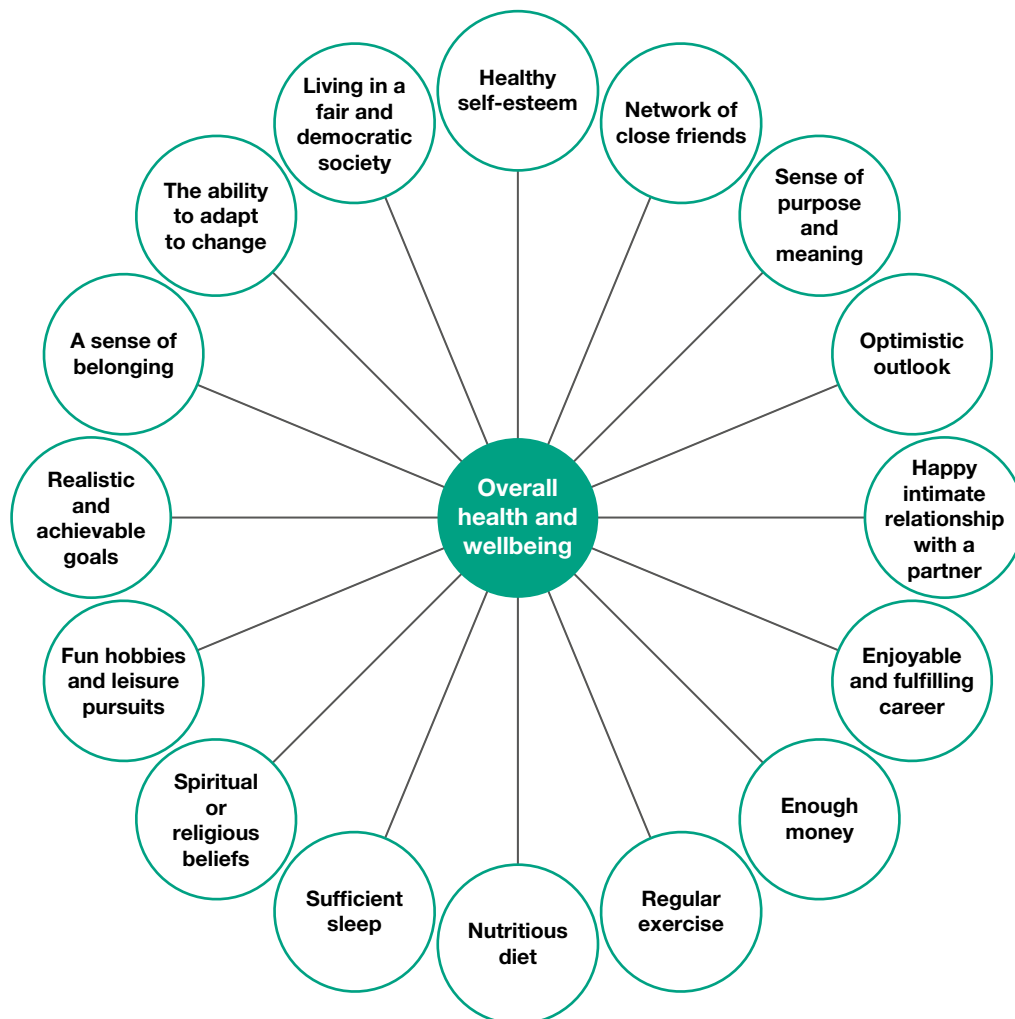 Healthy
self-esteem
Network of
close friends
Sense of
purpose
and
meaning
Optimistic
outlook
Happy
intimate
relationship
with a
partner
Enjoyable
and fulfilling
career
Enough
money
Regular
exercise
Nutritious
diet
Sufficient
sleep
Spiritual
or
religious
beliefs
Fun hobbies
and leisure
pursuits
Realistic
and
achievable
goals
A sense of
belonging
The ability
to adapt
to change
Living in a
fair and
democratic
society
Overall
health and
wellbeing